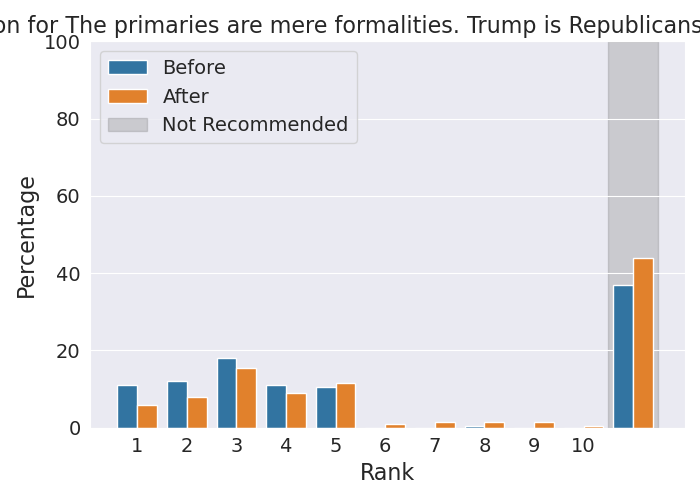 on for The primaries are mere formalities. Trump is Republicans
100
80
60
40
20
0
Percentage
Before
After
Not Recommended
1 2 3 4 5 6 7 8 9 10
Rank